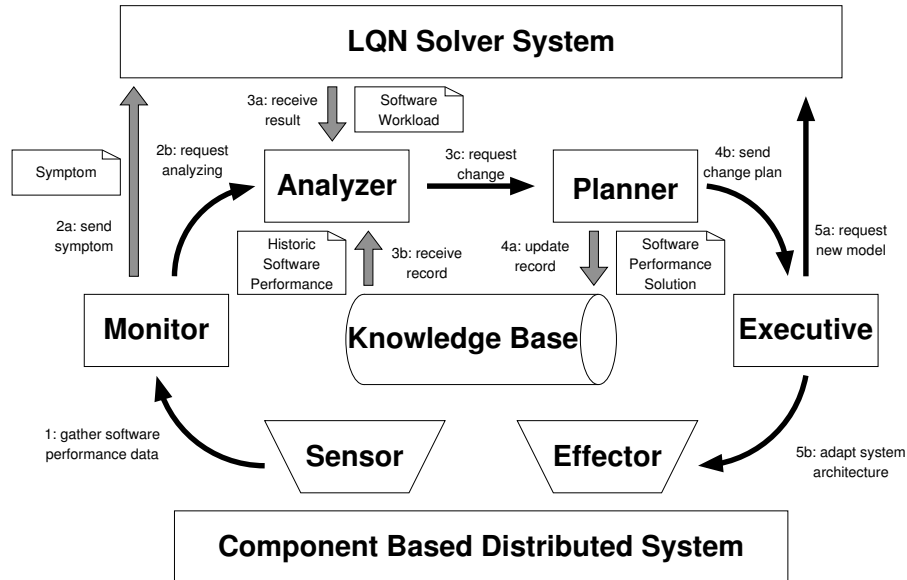 LQN Solver System
3a: receive
result
Software
Workload
2b: request
analyzing
Symptom
Analyzer
3c: request
change
Planner
4b: send
change plan
2a: send
symptom
5a: request
new model
Historic
Software
Performance
3b: receive
record
4a: update
record
Software
Performance
Solution
Monitor
Knowledge Base
Executive
1: gather software
performance data
Sensor
Effector
5b: adapt system
architecture
Component Based Distributed System